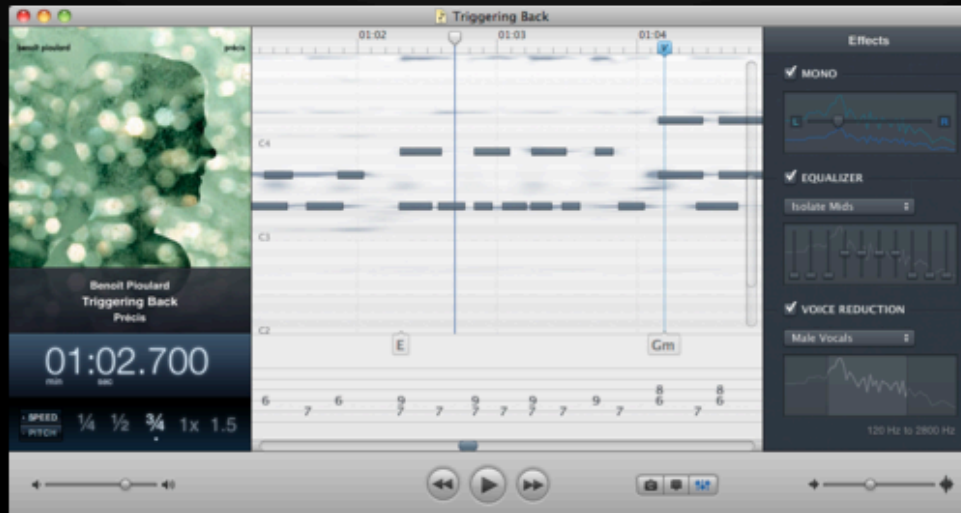 Triggering Back
benoît pioulard précis
01:02 01:03 01:04
C4
C3
C2
E Gm
6 7 6 9 7 7 9 7 7 9 7 7 9 7 8 6 7 8 6
Benoît Pioulard
Triggering Back
Précis
01:02.700
min sec
SPEED
PITCH
¼ ½ ¾ 1x 1.5
Effects
MONO
L R
EQUALIZER
Isolate Mids
VOICE REDUCTION
Male Vocals
120 Hz to 2800 Hz